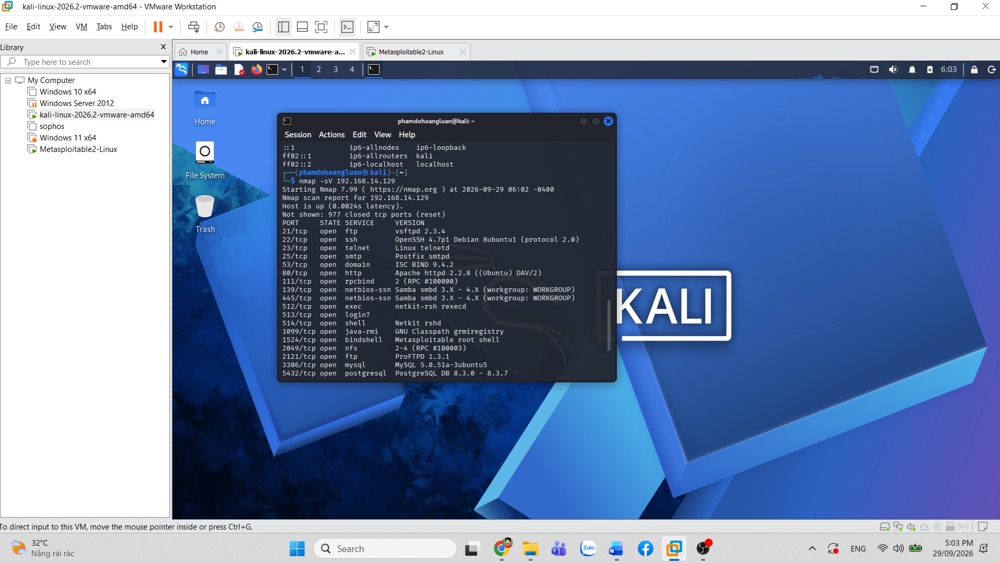 kali-linux-2026.2-vmware-amd64 - VMware Workstation
File Edit View VM Tabs Help
Library
Type here to search
My Computer
Windows 10 x64
Windows Server 2012
kali-linux-2026.2-vmware-amd64
sophos
Windows 11 x64
Metasploitable2-Linux
Home kali-linux-2026.2-vmware-a... Metasploitable2-Linux
1 2 3 4 6:03
Home
File System
Trash
phamdohoangluan@kali: ~
Session Actions Edit View Help
::1 ip6-allnodes ip6-loopback
ff02::1 ip6-allrouters kali
ff02::2 ip6-localhost localhost
┌──(phamdohoangluan㉿kali)-[~]
└─$ nmap -sV 192.168.14.129
Starting Nmap 7.99 ( https://nmap.org ) at 2026-09-29 06:02 -0400
Nmap scan report for 192.168.14.129
Host is up (0.0024s latency).
Not shown: 977 closed tcp ports (reset)
PORT STATE SERVICE VERSION
21/tcp open ftp vsftpd 2.3.4
22/tcp open ssh OpenSSH 4.7p1 Debian 8ubuntu1 (protocol 2.0)
23/tcp open telnet Linux telnetd
25/tcp open smtp Postfix smtpd
53/tcp open domain ISC BIND 9.4.2
80/tcp open http Apache httpd 2.2.8 ((Ubuntu) DAV/2)
111/tcp open rpcbind 2 (RPC #100000)
139/tcp open netbios-ssn Samba smbd 3.X - 4.X (workgroup: WORKGROUP)
445/tcp open netbios-ssn Samba smbd 3.X - 4.X (workgroup: WORKGROUP)
512/tcp open exec netkit-rsh rexecd
513/tcp open login?
514/tcp open shell Netkit rshd
1099/tcp open java-rmi GNU Classpath grmiregistry
1524/tcp open bindshell Metasploitable root shell
2049/tcp open nfs 2-4 (RPC #100003)
2121/tcp open ftp ProFTPD 1.3.1
3306/tcp open mysql MySQL 5.0.51a-3ubuntu5
5432/tcp open postgresql PostgreSQL DB 8.3.0 - 8.3.7
KALI
To direct input to this VM, move the mouse pointer inside or press Ctrl+G.
32°C
Nắng rải rác
Search
Zalo
ENG
5:03 PM
29/09/2026